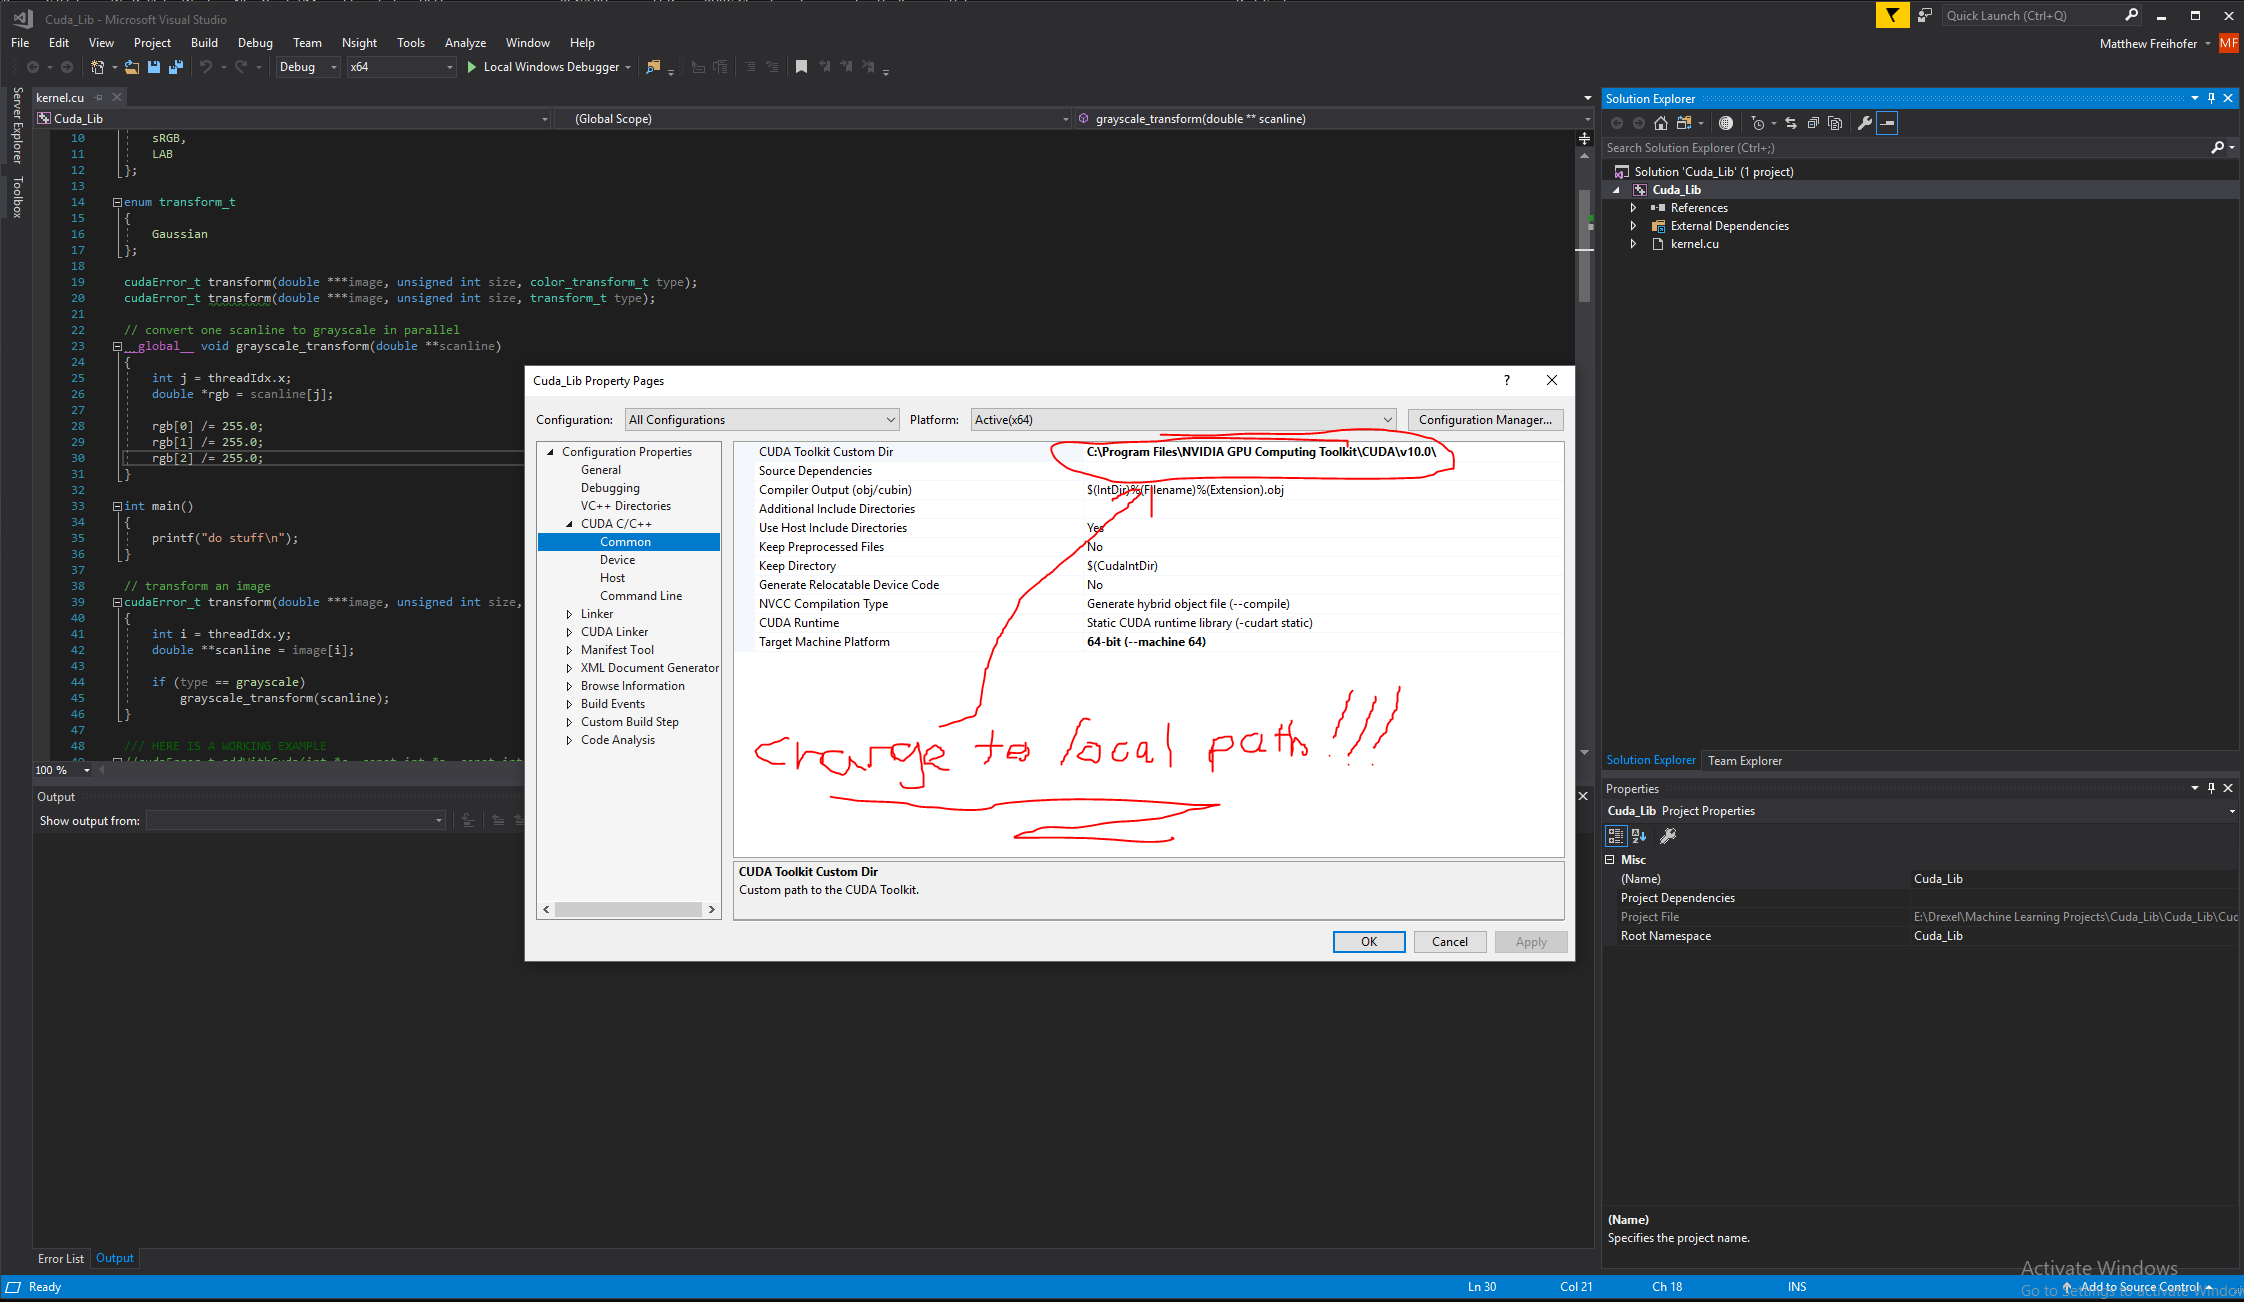 Cuda_Lib - Microsoft Visual Studio
Quick Launch (Ctrl+Q)
File Edit View Project Build Debug Team Nsight Tools Analyze Window Help
Matthew Freihofer MF
Debug x64 Local Windows Debugger
Server Explorer
Toolbox
kernel.cu
Cuda_Lib (Global Scope) grayscale_transform(double ** scanline)
10 sRGB,
11 LAB
12 };
13
14 enum transform_t
15 {
16 Gaussian
17 };
18
19 cudaError_t transform(double ***image, unsigned int size, color_transform_t type);
20 cudaError_t transform(double ***image, unsigned int size, transform_t type);
21
22 // convert one scanline to grayscale in parallel
23 __global__ void grayscale_transform(double **scanline)
24 {
25 int j = threadIdx.x;
26 double *rgb = scanline[j];
27
28 rgb[0] /= 255.0;
29 rgb[1] /= 255.0;
30 rgb[2] /= 255.0;
31 }
32
33 int main()
34 {
35 printf("do stuff\n");
36 }
37
38 // transform an image
39 cudaError_t transform(double ***image, unsigned int size,
40 {
41 int i = threadIdx.y;
42 double **scanline = image[i];
43
44 if (type == grayscale)
45 grayscale_transform(scanline);
46 }
47
48 /// HERE IS A WORKING EXAMPLE
100 %
Output
Show output from:
Error List Output
Cuda_Lib Property Pages
Configuration: All Configurations Platform: Active(x64) Configuration Manager...
Configuration Properties
General
Debugging
VC++ Directories
CUDA C/C++
Common
Device
Host
Command Line
Linker
CUDA Linker
Manifest Tool
XML Document Generator
Browse Information
Build Events
Custom Build Step
Code Analysis
CUDA Toolkit Custom Dir C:\Program Files\NVIDIA GPU Computing Toolkit\CUDA\v10.0\
Source Dependencies
Compiler Output (obj/cubin) $(IntDir)%(Filename)%(Extension).obj
Additional Include Directories
Use Host Include Directories Yes
Keep Preprocessed Files No
Keep Directory $(CudaIntDir)
Generate Relocatable Device Code No
NVCC Compilation Type Generate hybrid object file (--compile)
CUDA Runtime Static CUDA runtime library (-cudart static)
Target Machine Platform 64-bit (--machine 64)
change to local path!!!
CUDA Toolkit Custom Dir
Custom path to the CUDA Toolkit.
OK Cancel Apply
Solution Explorer
Search Solution Explorer (Ctrl+;)
Solution 'Cuda_Lib' (1 project)
Cuda_Lib
References
External Dependencies
kernel.cu
Solution Explorer Team Explorer
Properties
Cuda_Lib Project Properties
Misc
(Name) Cuda_Lib
Project Dependencies
Project File E:\Drexel\Machine Learning Projects\Cuda_Lib\Cuda_Lib\Cuc
Root Namespace Cuda_Lib
(Name)
Specifies the project name.
Activate Windows
Go to Settings to activate Windows
Ready Ln 30 Col 21 Ch 18 INS Add to Source Control